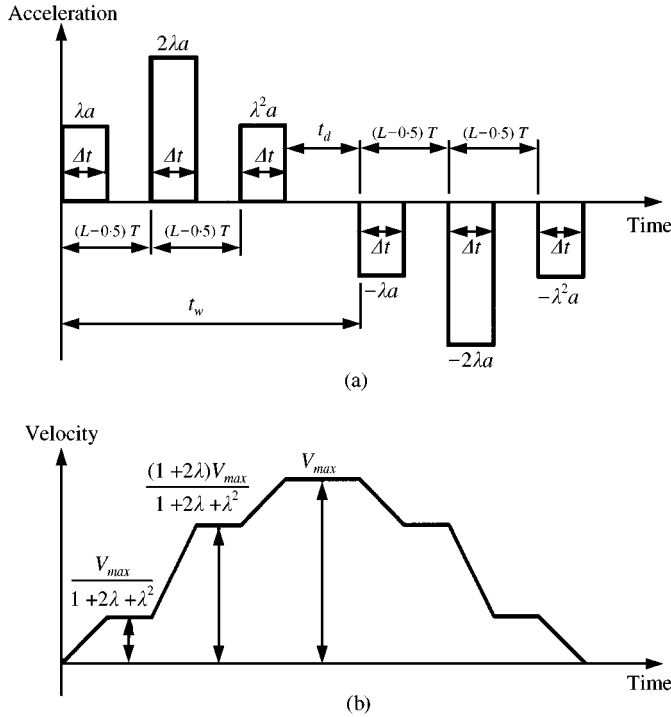 Acceleration
2λa
λa
λ²a
t_d
(L−0·5) T
(L−0·5) T
Δt
Δt
Δt
Time
(L−0·5) T
(L−0·5) T
Δt
Δt
Δt
−λa
−λ²a
t_w
−2λa
(a)
Velocity
(1 +2λ)V_max
1 +2λ +λ²
V_max
V_max
1 +2λ +λ²
Time
(b)